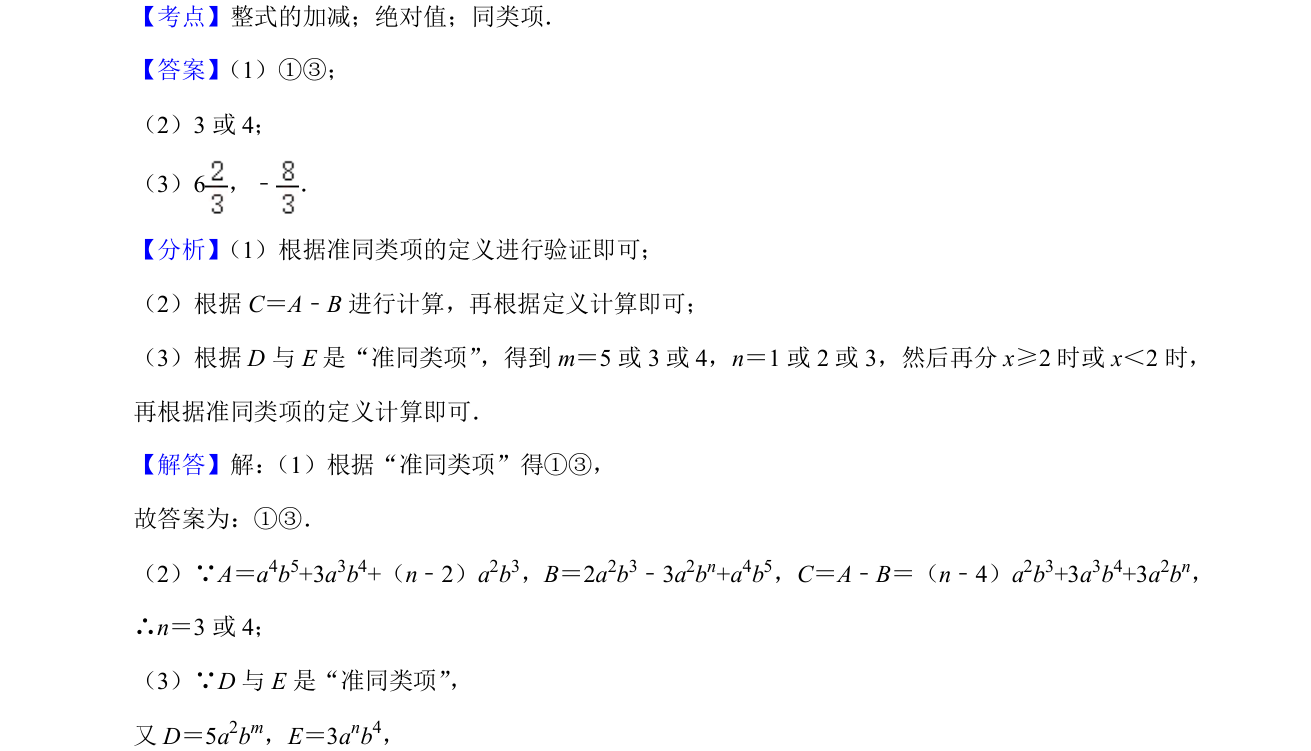 【考点】整式的加减；绝对值；同类项．
【答案】（1）①③；
（2）3 或 4；
（3）6$\frac{2}{3}$，﹣$\frac{8}{3}$．
【分析】（1）根据准同类项的定义进行验证即可；
（2）根据 C＝A﹣B 进行计算，再根据定义计算即可；
（3）根据 D 与 E 是“准同类项”，得到 m＝5 或 3 或 4，n＝1 或 2 或 3，然后再分 x≥2 时或 x＜2 时，
再根据准同类项的定义计算即可．
【解答】解：（1）根据“准同类项”得①③，
故答案为：①③．
（2）∵A＝a⁴b⁵+3a³b⁴+（n﹣2）a²b³，B＝2a²b³﹣3a²bⁿ+a⁴b⁵，C＝A﹣B＝（n﹣4）a²b³+3a³b⁴+3a²bⁿ，
∴n＝3 或 4；
（3）∵D 与 E 是“准同类项”，
又 D＝5a²bᵐ，E＝3aⁿb⁴，